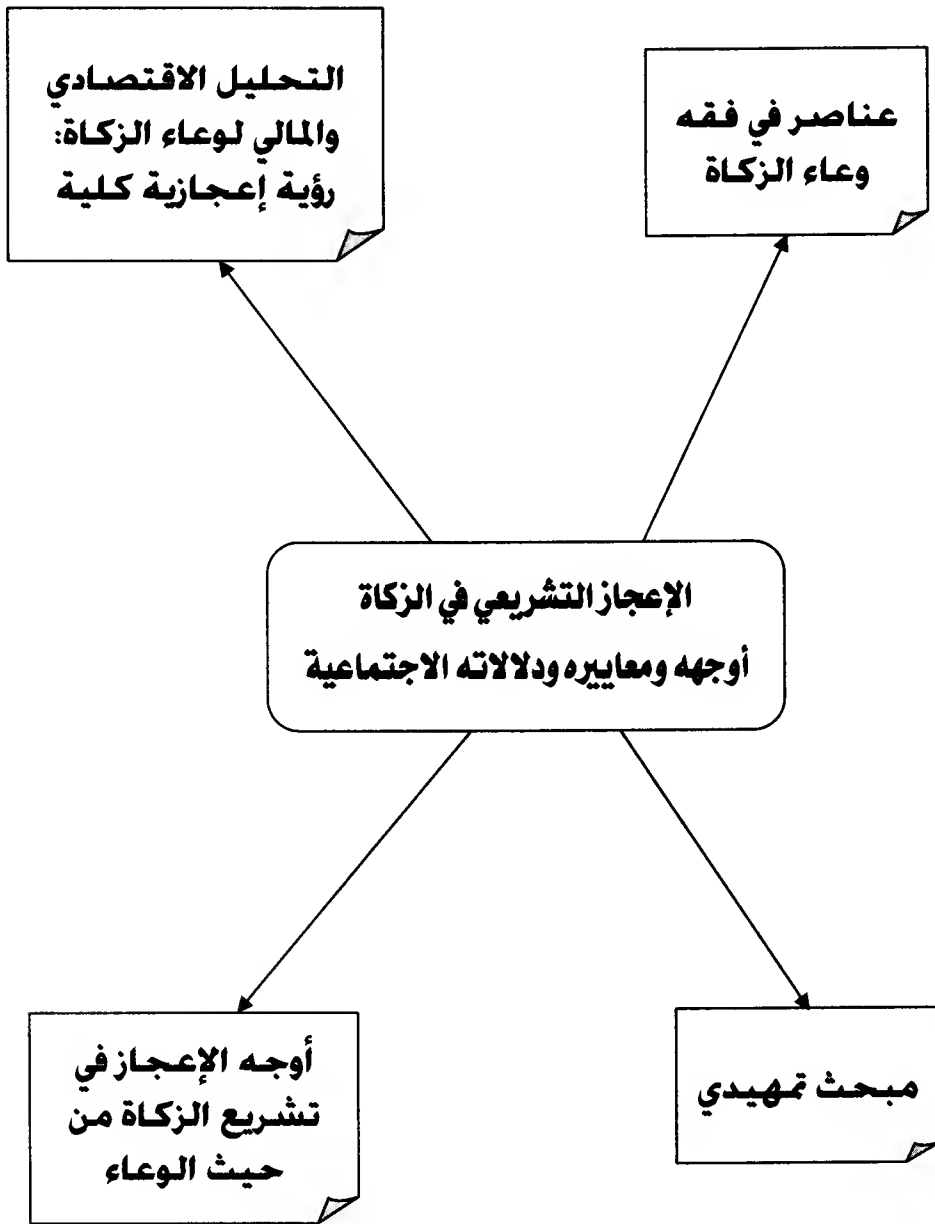 عناصر في فقه
وعاء الزكاة
التحليل الاقتصادي
والمالي لوعاء الزكاة:
رؤية إعجازية كلية
الإعجاز التشريعي في الزكاة
أوجهه ومعاييره ودلالاته الاجتماعية
مبحث تمهيدي
أوجه الإعجاز في
تشريع الزكاة من
حيث الوعاء